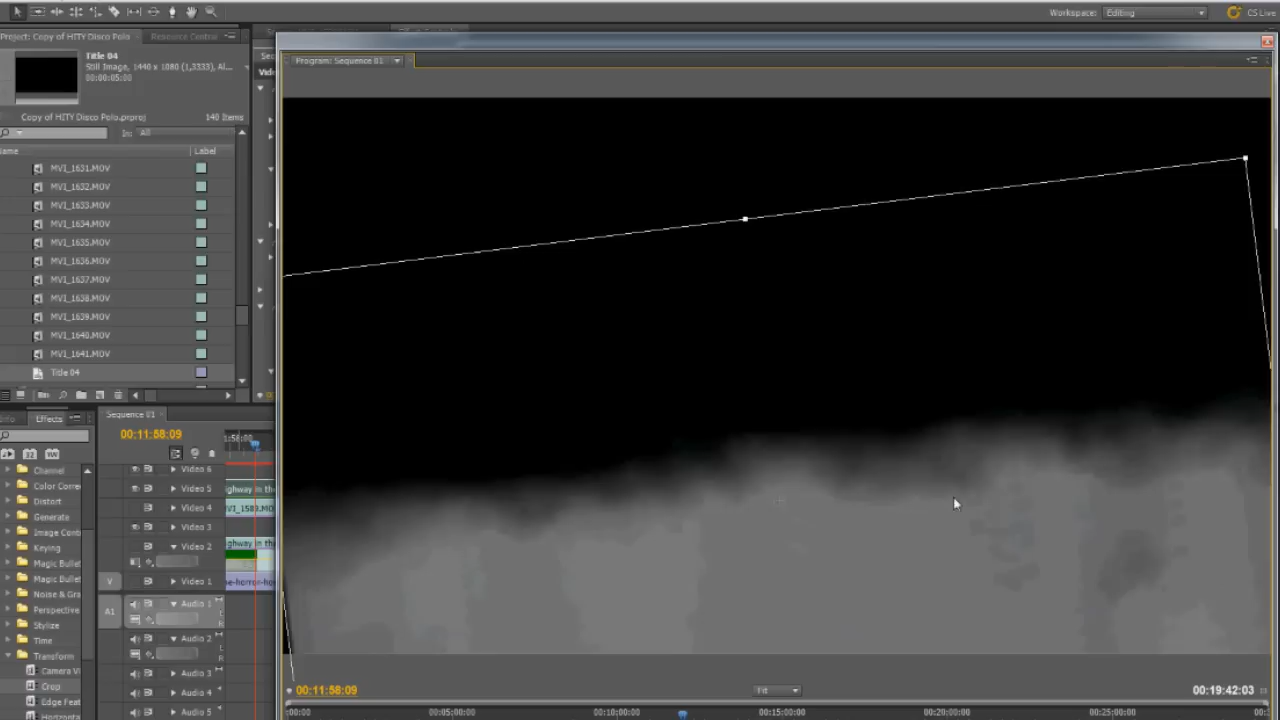 Workspace: Editing
CS Live
Project: Copy of HITY Disco Polo
Resource Central
Title 04
Still Image, 1440 x 1080 (1,3333), Al...
00:00:05:00
Copy of HITY Disco Polo.prproj
140 Items
In: All
Label
MVI_1631.MOV
MVI_1632.MOV
MVI_1633.MOV
MVI_1634.MOV
MVI_1635.MOV
MVI_1636.MOV
MVI_1637.MOV
MVI_1638.MOV
MVI_1639.MOV
MVI_1640.MOV
MVI_1641.MOV
Title 04
Program: Sequence 01
Effects
Channel
Color Corre
Distort
Generate
Image Cont
Keying
Magic Bullet
Magic Bullet
Noise & Gra
Perspective
Stylize
Time
Transform
Camera Vi
Crop
Edge Feat
Sequence 01
00:11:58:09
Video 6
Video 5
Video 4
Video 3
Video 2
V
Video 1
A1
Audio 1
Audio 2
Audio 3
Audio 4
Audio 5
00:11:58:09
Fit
00:19:42:03
:00:00
00:05:00:00
00:10:00:00
00:15:00:00
00:20:00:00
00:25:00:00